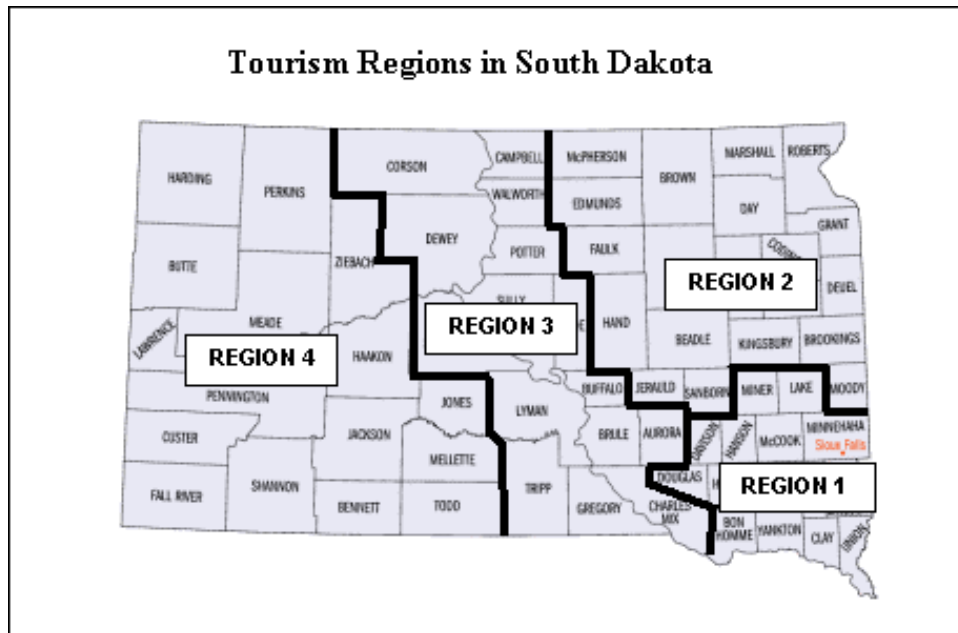 Tourism Regions in South Dakota
HARDING
PERKINS
CORSON
CAMPBELL
McPHERSON
BROWN
MARSHALL
ROBERTS
WALWORTH
EDMUNDS
DAY
GRANT
BUTTE
ZIEBACH
DEWEY
POTTER
FAULK
DEUEL
REGION 2
LAWRENCE
MEADE
SULLY
HAND
REGION 3
BEADLE
KINGSBURY
BROOKINGS
REGION 4
HAAKON
PENNINGTON
JONES
LYMAN
BUFFALO
JERAULD
SANBORN
MINER
LAKE
MOODY
CUSTER
JACKSON
BRULE
AURORA
DAVISON
HANSON
McCOOK
MINNEHAHA
Sioux Falls
MELLETTE
FALL RIVER
SHANNON
BENNETT
TODD
TRIPP
GREGORY
DOUGLAS
CHARLES
MIX
REGION 1
BON
HOMME
YANKTON
CLAY
UNION